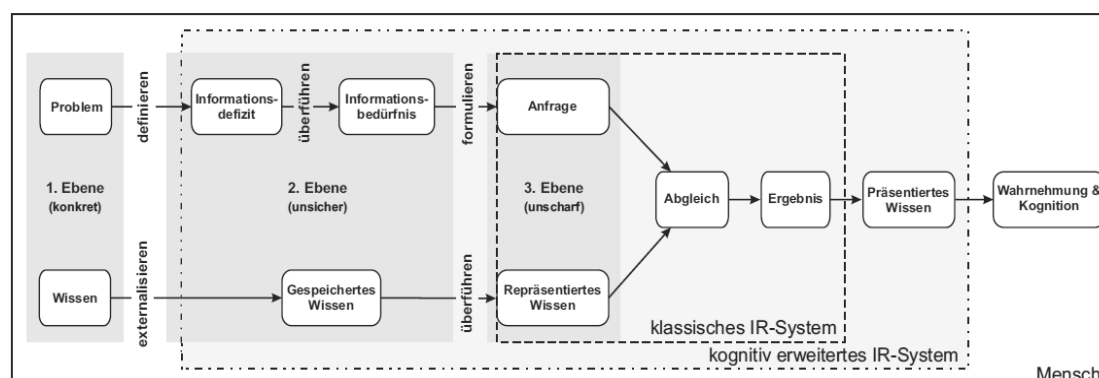 Problem
definieren
Informations-
defizit
überführen
Informations-
bedürfnis
formulieren
Anfrage
1. Ebene
(konkret)
2. Ebene
(unsicher)
3. Ebene
(unscharf)
Abgleich
Ergebnis
Präsentiertes
Wissen
Wahrnehmung &
Kognition
Wissen
externalisieren
Gespeichertes
Wissen
überführen
Repräsentiertes
Wissen
klassisches IR-System
kognitiv erweitertes IR-System
Mensch